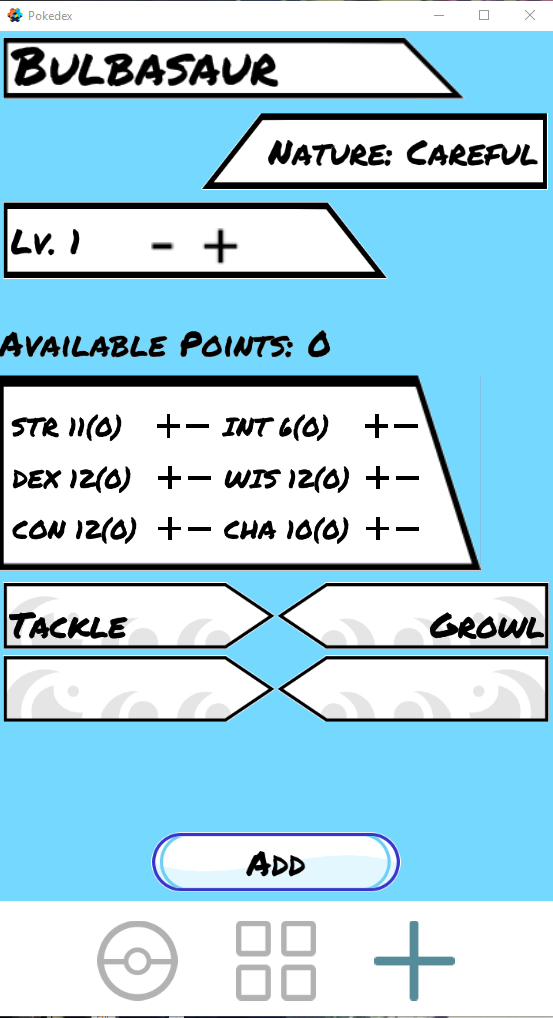 Pokedex
Bulbasaur
Nature: Careful
Lv. 1 - +
Available Points: 0
STR 11(0) + - INT 6(0) + -
DEX 12(0) + - WIS 12(0) + -
CON 12(0) + - CHA 10(0) + -
Tackle Growl
Add